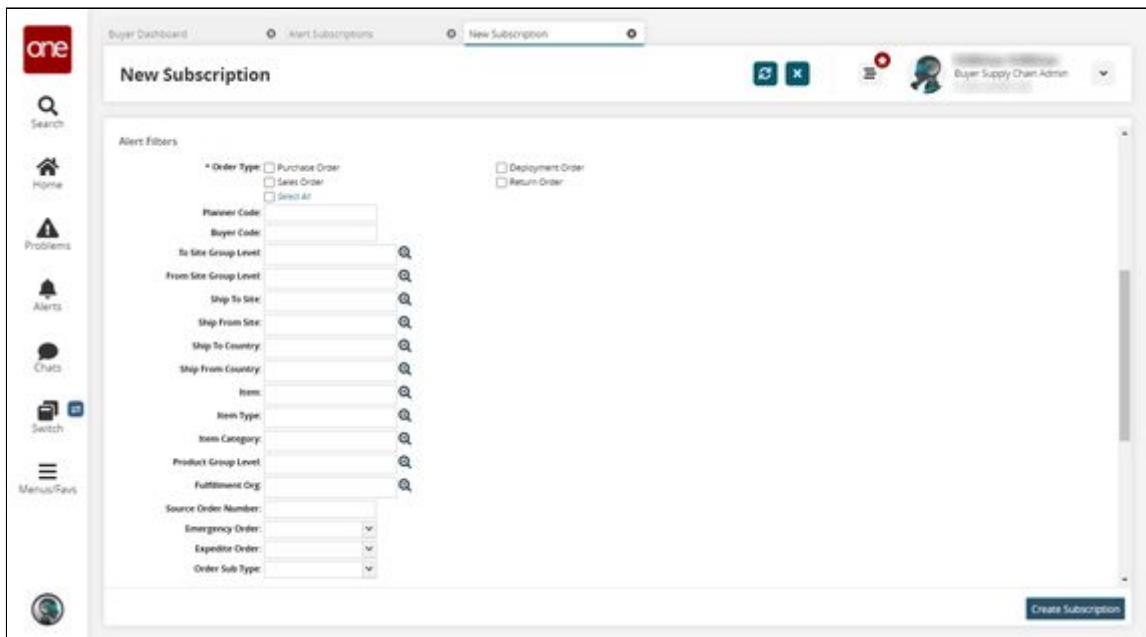 one
Buyer Dashboard Alert Subscriptions New Subscription
New Subscription
Buyer Supply Chain Admin
Search
Home
Problems
Alerts
Chats
Switch
Menus/Favs
Alert Filters
* Order Type: Purchase Order Deployment Order
Sales Order Return Order
Select All
Planner Code:
Buyer Code:
To Site Group Level:
From Site Group Level:
Ship To Site:
Ship From Site:
Ship To Country:
Ship From Country:
Item:
Item Type:
Item Category:
Product Group Level:
Fulfillment Org:
Source Order Number:
Emergency Order:
Expedite Order:
Order Sub Type:
Create Subscription